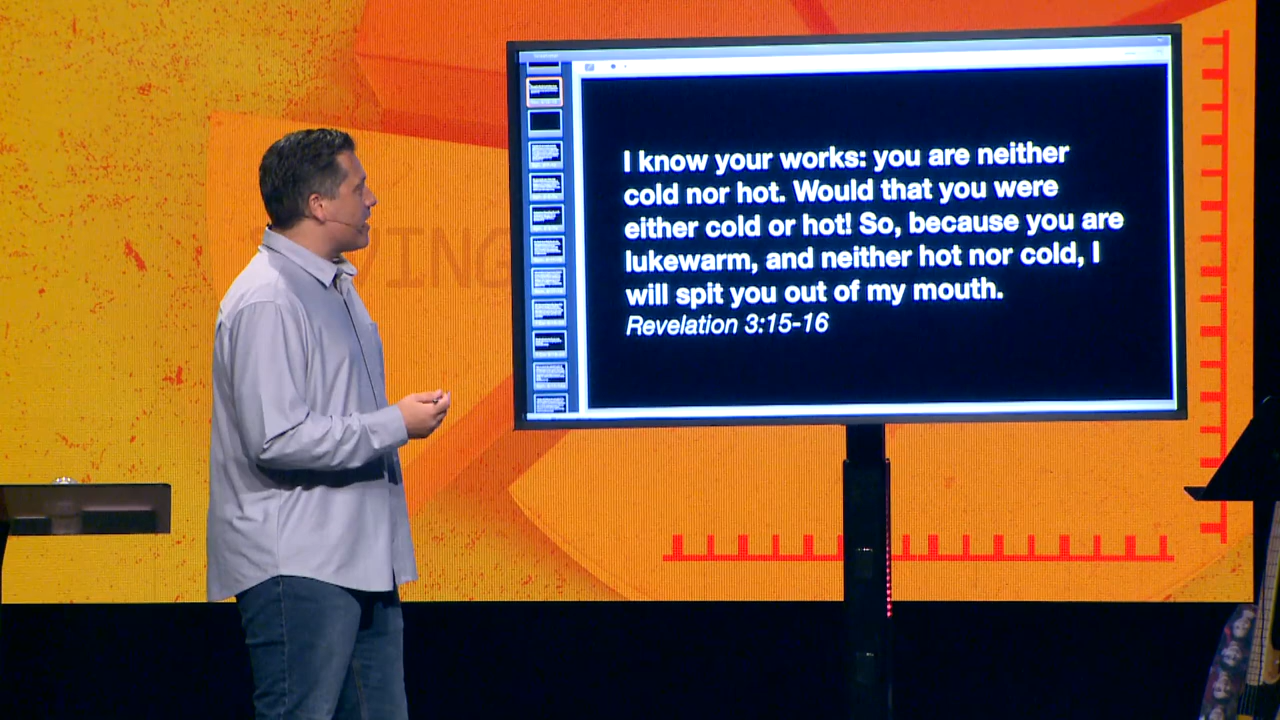 I know your works: you are neither
cold nor hot. Would that you were
either cold or hot! So, because you are
lukewarm, and neither hot nor cold, I
will spit you out of my mouth.
Revelation 3:15-16